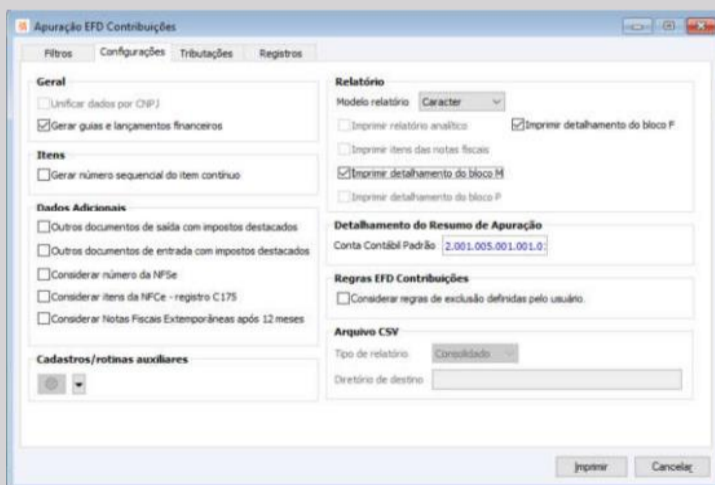 Apuração EFD Contribuições
Filtros
Configurações
Tributações
Registros
Geral
Unificar dados por CNPJ
Gerar guias e lançamentos financeiros
Itens
Gerar número sequencial do item contínuo
Dados Adicionais
Outros documentos de saída com impostos destacados
Outros documentos de entrada com impostos destacados
Considerar número da NFSe
Considerar itens da NFCe - registro C175
Considerar Notas Fiscais Extemporâneas após 12 meses
Cadastros/rotinas auxiliares
Relatório
Modelo relatório Caracter
Imprimir relatório analítico Imprimir detalhamento do bloco F
Imprimir itens das notas fiscais
Imprimir detalhamento do bloco M
Imprimir detalhamento do bloco P
Detalhamento do Resumo de Apuração
Conta Contábil Padrão 2.001.005.001.001.0
Regras EFD Contribuições
Considerar regras de exclusão definidas pelo usuário.
Arquivo CSV
Tipo de relatório Consolidado
Diretório de destino
Imprimir Cancelar